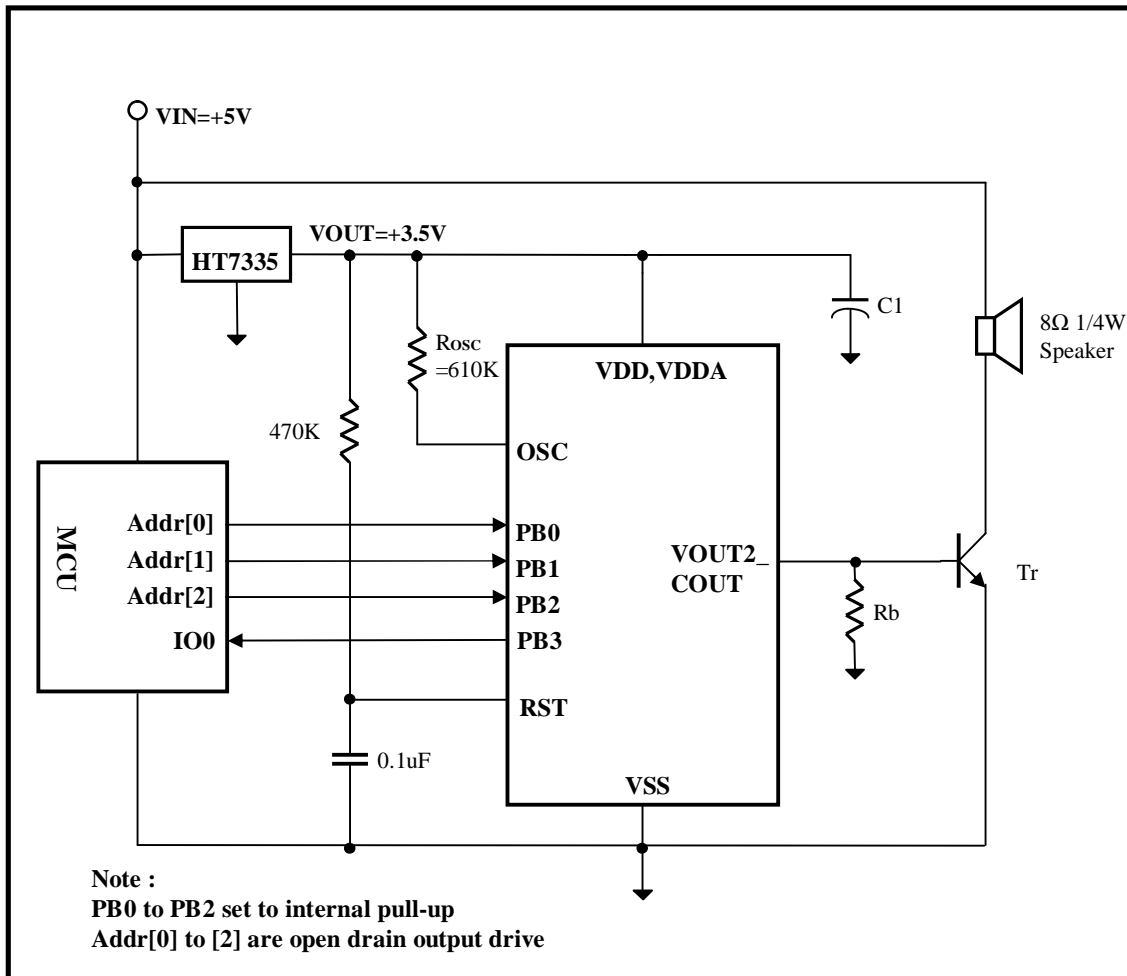 VIN=+5V
VOUT=+3.5V
HT7335
C1
8Ω 1/4W
Speaker
Rosc
=610K
VDD,VDDA
470K
OSC
MCU
Addr[0]
PB0
Addr[1]
PB1
VOUT2_
COUT
Addr[2]
PB2
Tr
Rb
IO0
PB3
RST
0.1uF
VSS
Note :
PB0 to PB2 set to internal pull-up
Addr[0] to [2] are open drain output drive